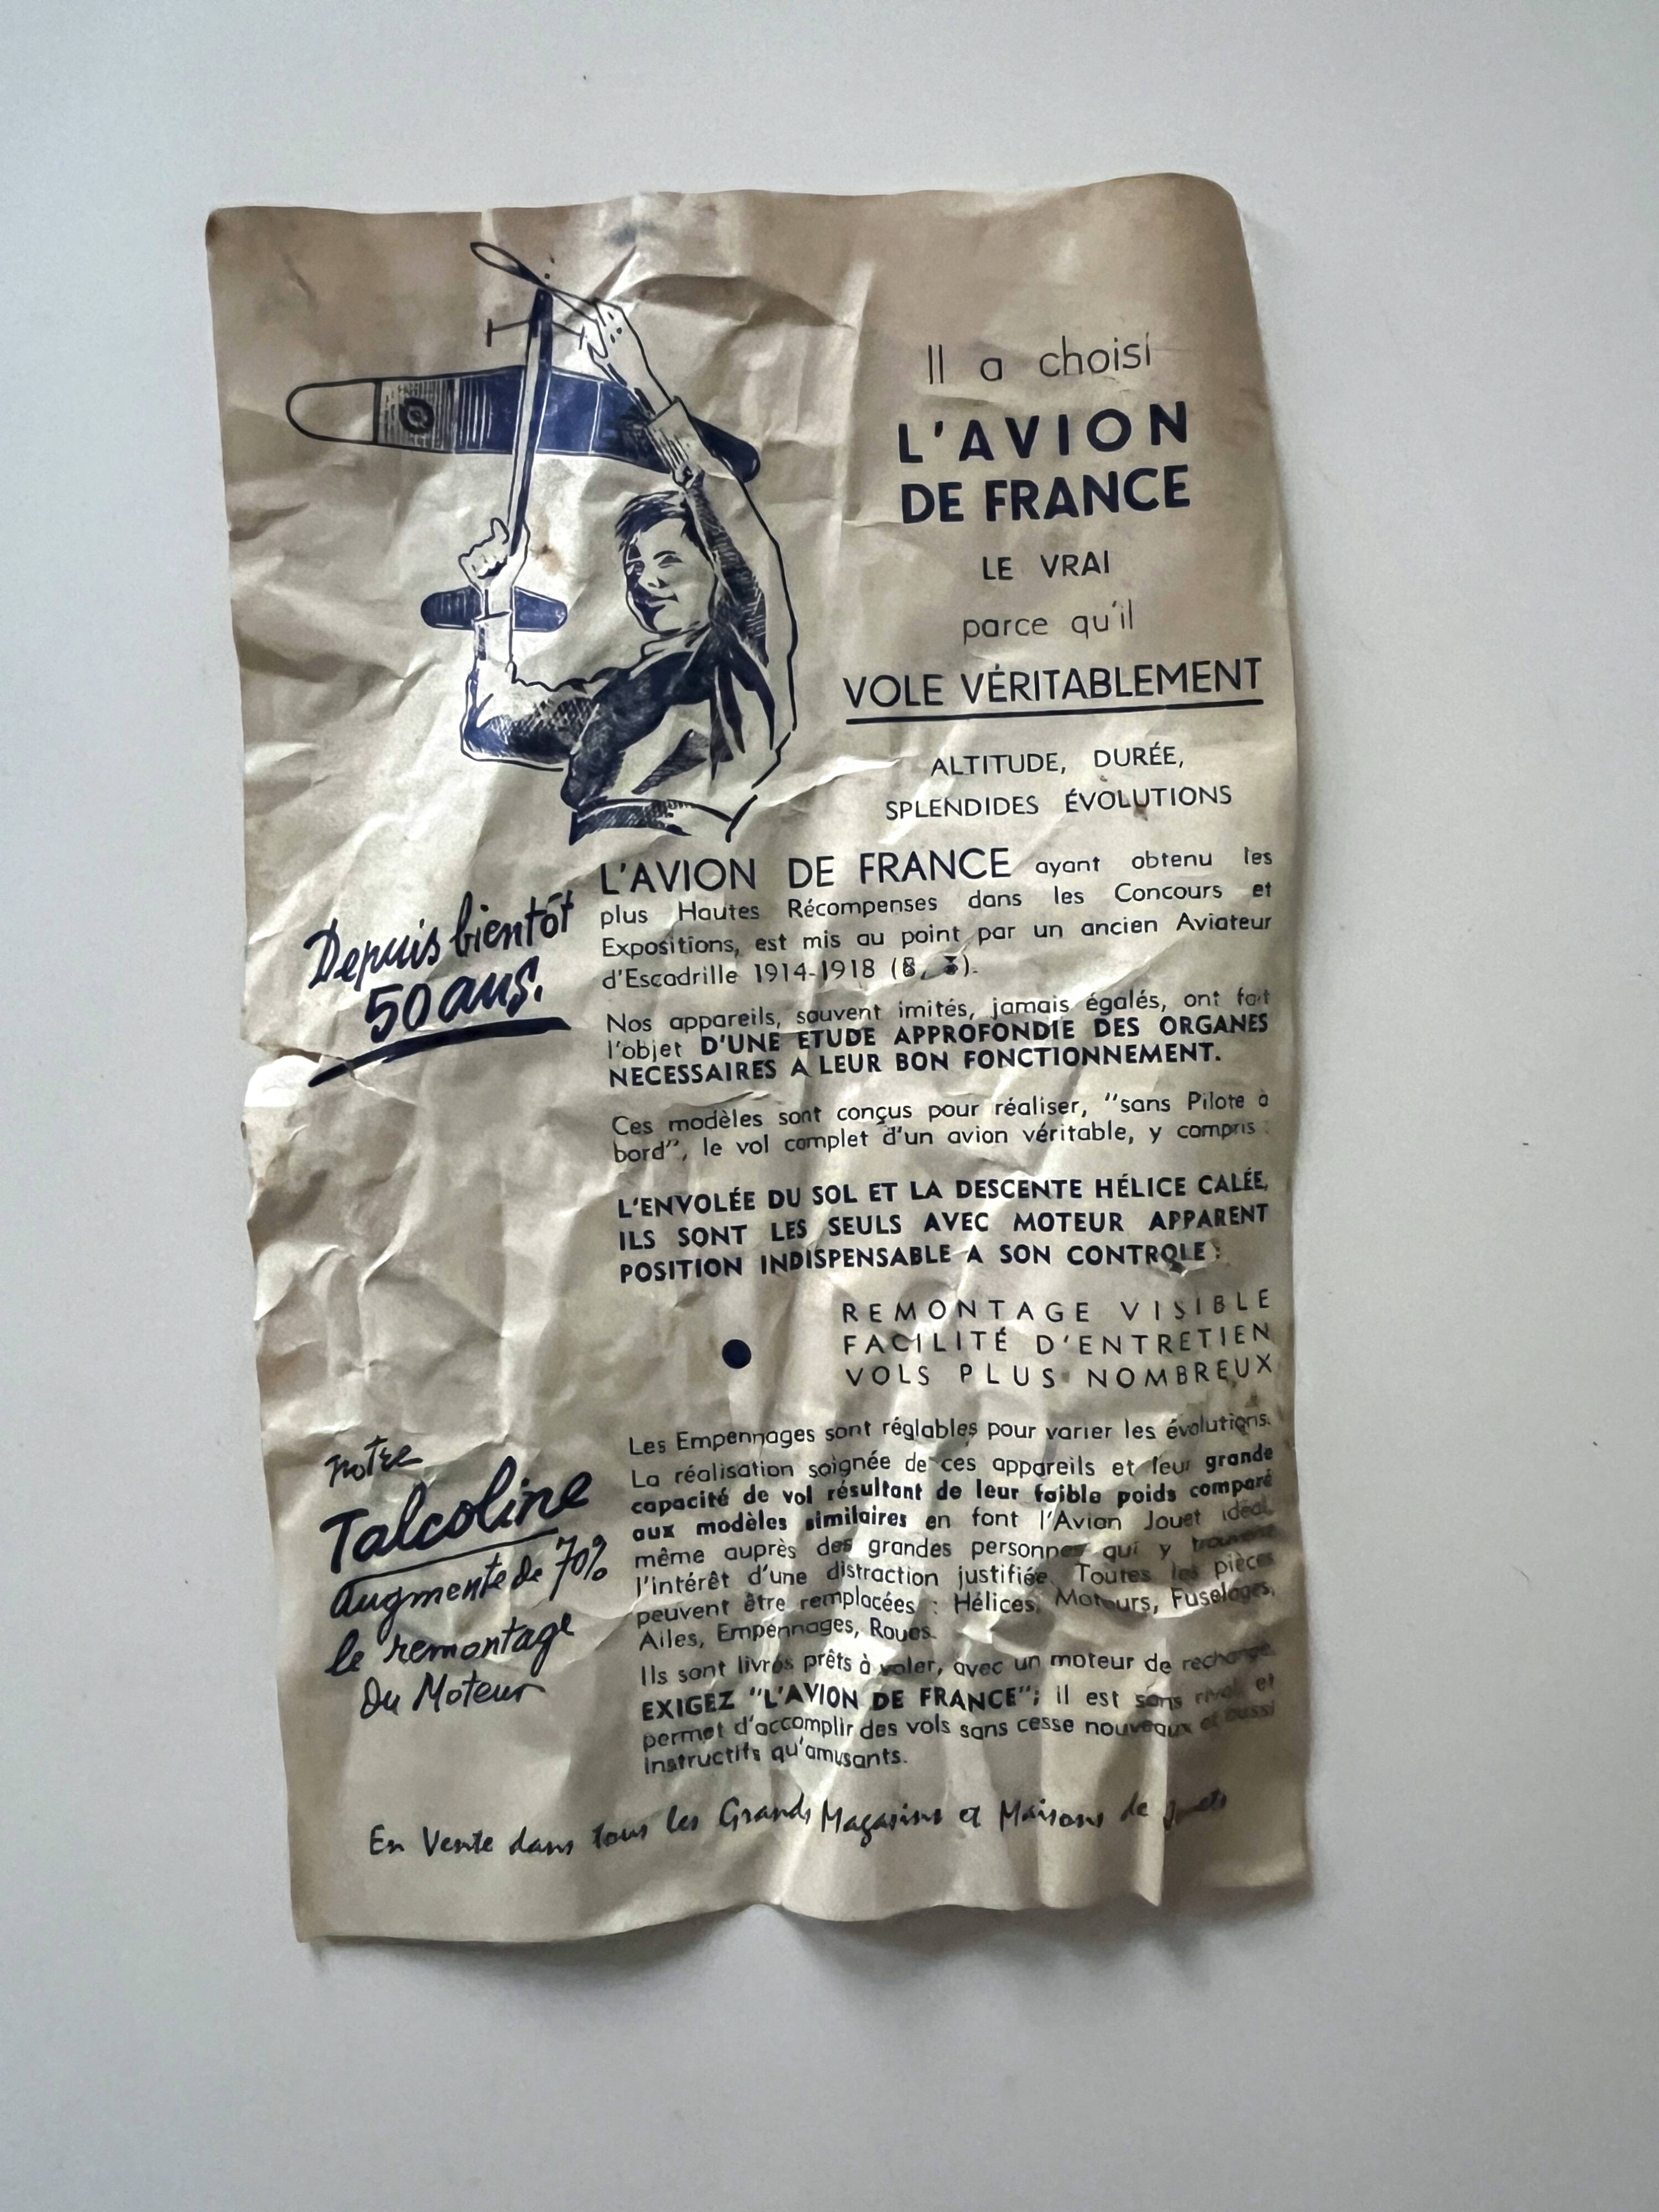 Il a choisi
L'AVION
DE FRANCE
LE VRAI
parce qu'il
VOLE VÉRITABLEMENT
ALTITUDE, DURÉE,
SPLENDIDES ÉVOLUTIONS
Depuis bientôt
50 ans.
L'AVION DE FRANCE ayant obtenu les
plus Hautes Récompenses dans les Concours et
Expositions, est mis au point par un ancien Aviateur
d'Escadrille 1914-1918
Nos appareils, souvent imités, jamais égalés, ont fait
l'objet D'UNE ETUDE APPROFONDIE DES ORGANES
NECESSAIRES A LEUR BON FONCTIONNEMENT.
Ces modèles sont conçus pour réaliser, "sans Pilote à
bord", le vol complet d'un avion véritable, y compris :
L'ENVOLÉE DU SOL ET LA DESCENTE HÉLICE CALÉE,
ILS SONT LES SEULS AVEC MOTEUR APPARENT
POSITION INDISPENSABLE A SON CONTROLE :
REMONTAGE VISIBLE
FACILITÉ D'ENTRETIEN
VOLS PLUS NOMBREUX
notre
Talcoline
augmente de 70%
le remontage
du Moteur
Les Empennages sont réglables pour varier les évolutions.
La réalisation soignée de ces appareils et leur grande
capacité de vol résultant de leur faible poids comparé
aux modèles similaires en font l'Avion Jouet idéal,
même auprès des grandes personnes qui y trouvent
l'intérêt d'une distraction justifiée. Toutes les pièces
peuvent être remplacées : Hélices, Moteurs, Fuselages,
Ailes, Empennages, Roues.
Ils sont livrés prêts à voler, avec un moteur de rechange.
EXIGEZ "L'AVION DE FRANCE"; il est sans rival et
permet d'accomplir des vols sans cesse nouveaux et aussi
instructifs qu'amusants.
En Vente dans tous les Grands Magasins et Maisons de Jouets